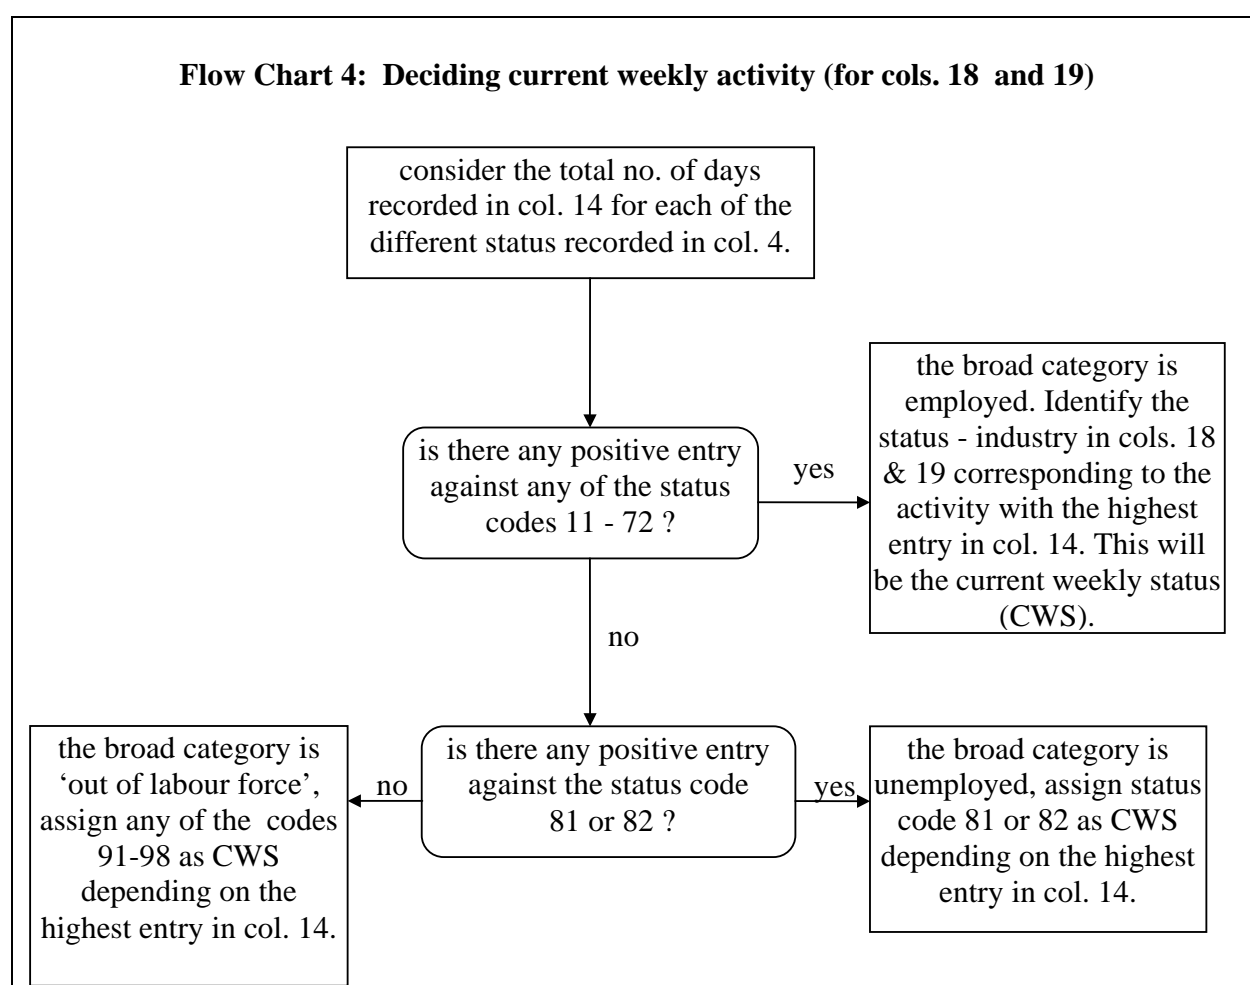 Flow Chart 4:  Deciding current weekly activity (for cols. 18  and 19)
consider the total no. of days
recorded in col. 14 for each of the
different status recorded in col. 4.
is there any positive entry
against any of the status
codes 11 - 72 ?
yes
the broad category is
employed. Identify the
status - industry in cols. 18
& 19 corresponding to the
activity with the highest
entry in col. 14. This will
be the current weekly status
(CWS).
no
is there any positive entry
against the status code
81 or 82 ?
yes
the broad category is
unemployed, assign status
code 81 or 82 as CWS
depending on the highest
entry in col. 14.
no
the broad category is
‘out of labour force’,
assign any of the  codes
91-98 as CWS
depending on the
highest entry in col. 14.